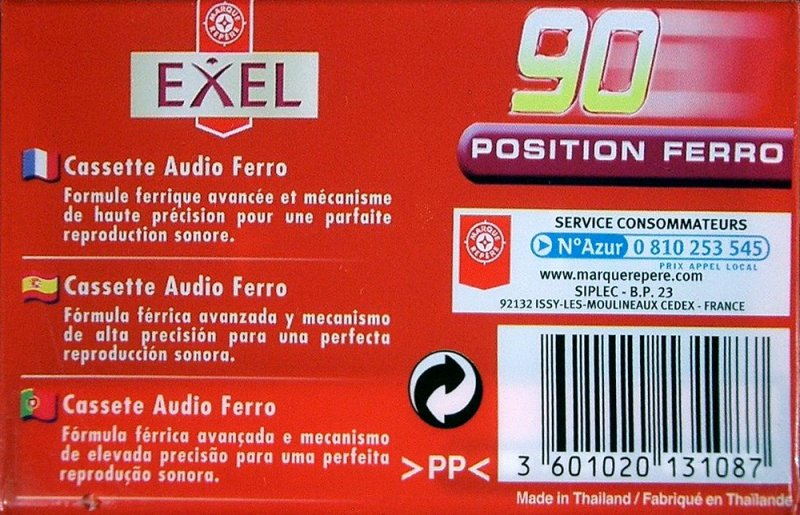 MARQUE REPÈRE
EXEL
Cassette Audio Ferro
Formule ferrique avancée et mécanisme
de haute précision pour une parfaite
reproduction sonore.
Cassette Audio Ferro
Fórmula férrica avanzada y mecanismo
de alta precisión para una perfecta
reproducción sonora.
Cassete Audio Ferro
Fórmula férrica avançada e mecanismo
de elevada precisão para uma perfeita
reprodução sonora.
90
POSITION FERRO
MARQUE REPÈRE
SERVICE CONSOMMATEURS
N°Azur 0 810 253 545
PRIX APPEL LOCAL
www.marquerepere.com
SIPLEC - B.P. 23
92132 ISSY-LES-MOULINEAUX CEDEX - FRANCE
>PP<
3 601020 131087
Made in Thailand / Fabriqué en Thaïlande